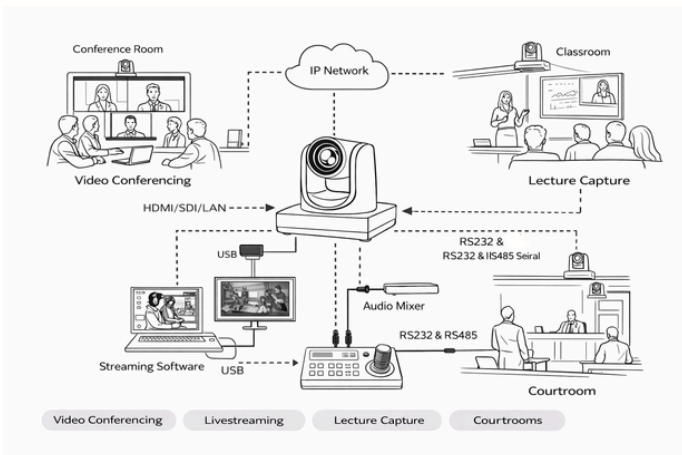 Conference Room
IP Network
Classroom
Video Conferencing
Lecture Capture
HDMI/SDI/LAN
RS232 &
RS232 & IIS485 Seiral
USB
Audio Mixer
RS232 & RS485
Streaming Software
USB
Courtroom
Video Conferencing
Livestreaming
Lecture Capture
Courtrooms